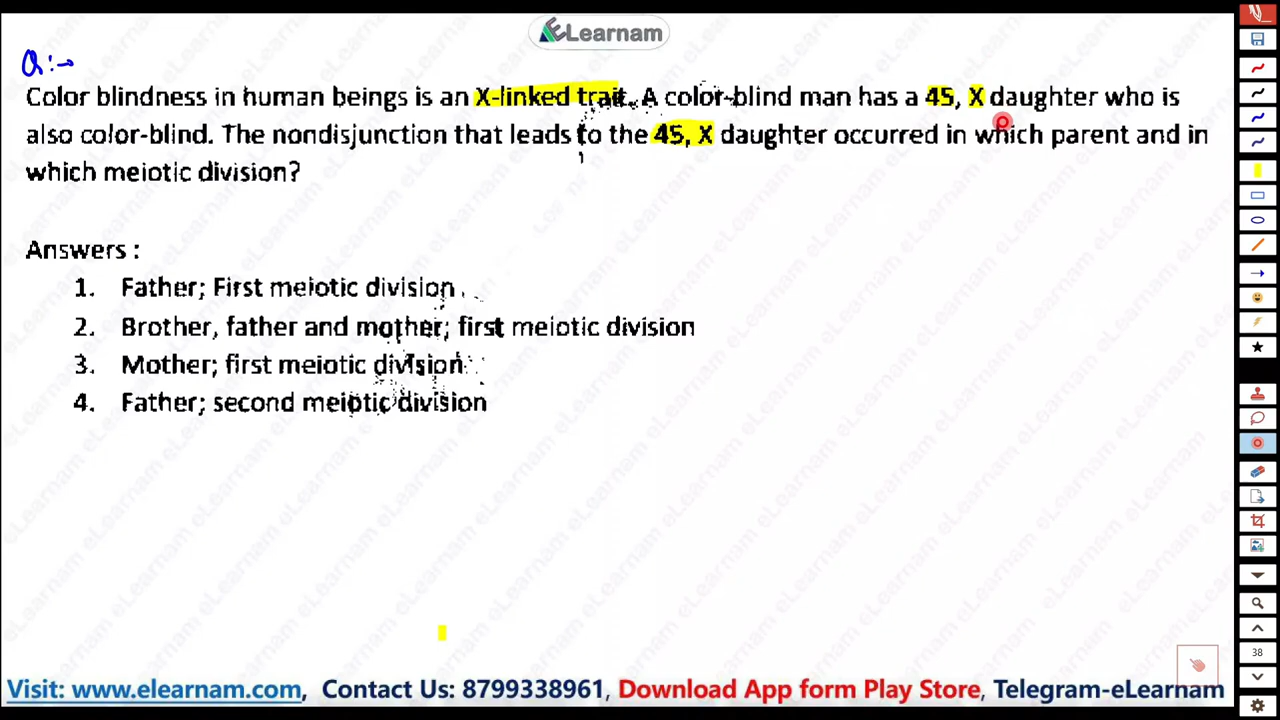 eLearnam
Q:→
Color blindness in human beings is an X-linked trait. A color-blind man has a 45, X daughter who is
also color-blind. The nondisjunction that leads to the 45, X daughter occurred in which parent and in
which meiotic division?
Answers :
1. Father; First meiotic division
2. Brother, father and mother; first meiotic division
3. Mother; first meiotic division
4. Father; second meiotic division
38
Visit: www.elearnam.com, Contact Us: 8799338961, Download App form Play Store, Telegram-eLearnam